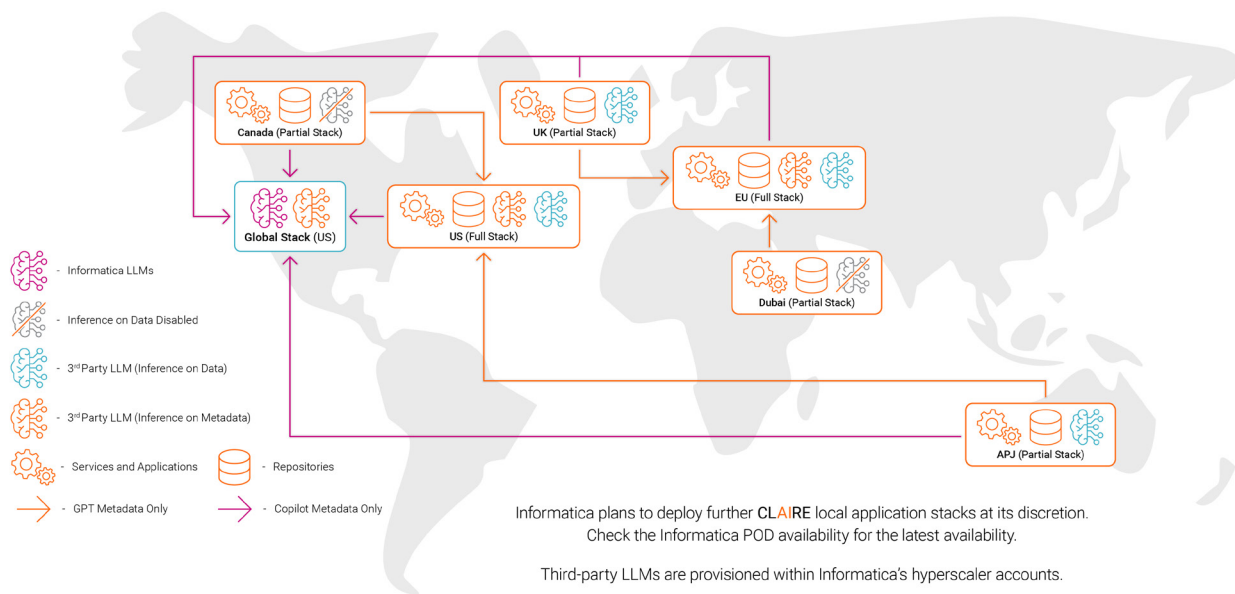 Canada (Partial Stack)
UK (Partial Stack)
EU (Full Stack)
Global Stack (US)
US (Full Stack)
Dubai (Partial Stack)
APJ (Partial Stack)
- Informatica LLMs
- Inference on Data Disabled
- 3rd Party LLM (Inference on Data)
- 3rd Party LLM (Inference on Metadata)
- Services and Applications
- Repositories
- GPT Metadata Only
- Copilot Metadata Only
Informatica plans to deploy further CLAIRE local application stacks at its discretion.
Check the Informatica POD availability for the latest availability.
Third-party LLMs are provisioned within Informatica's hyperscaler accounts.